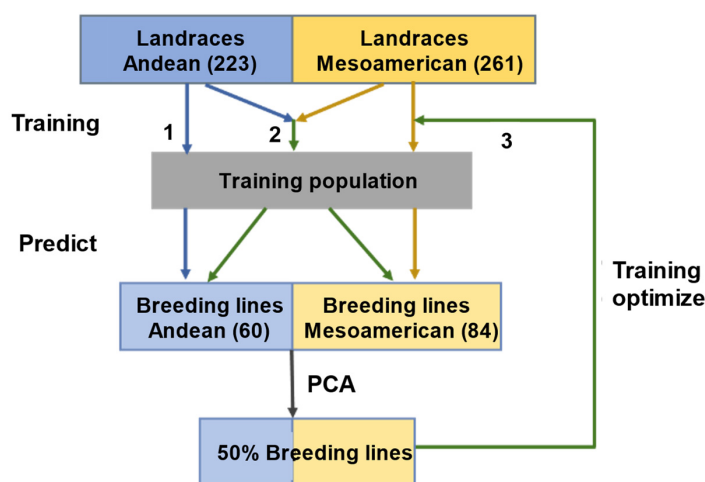 Landraces
Andean (223)
Landraces
Mesoamerican (261)
Training
1
2
3
Training population
Predict
Training
optimize
Breeding lines
Andean (60)
Breeding lines
Mesoamerican (84)
PCA
50% Breeding lines